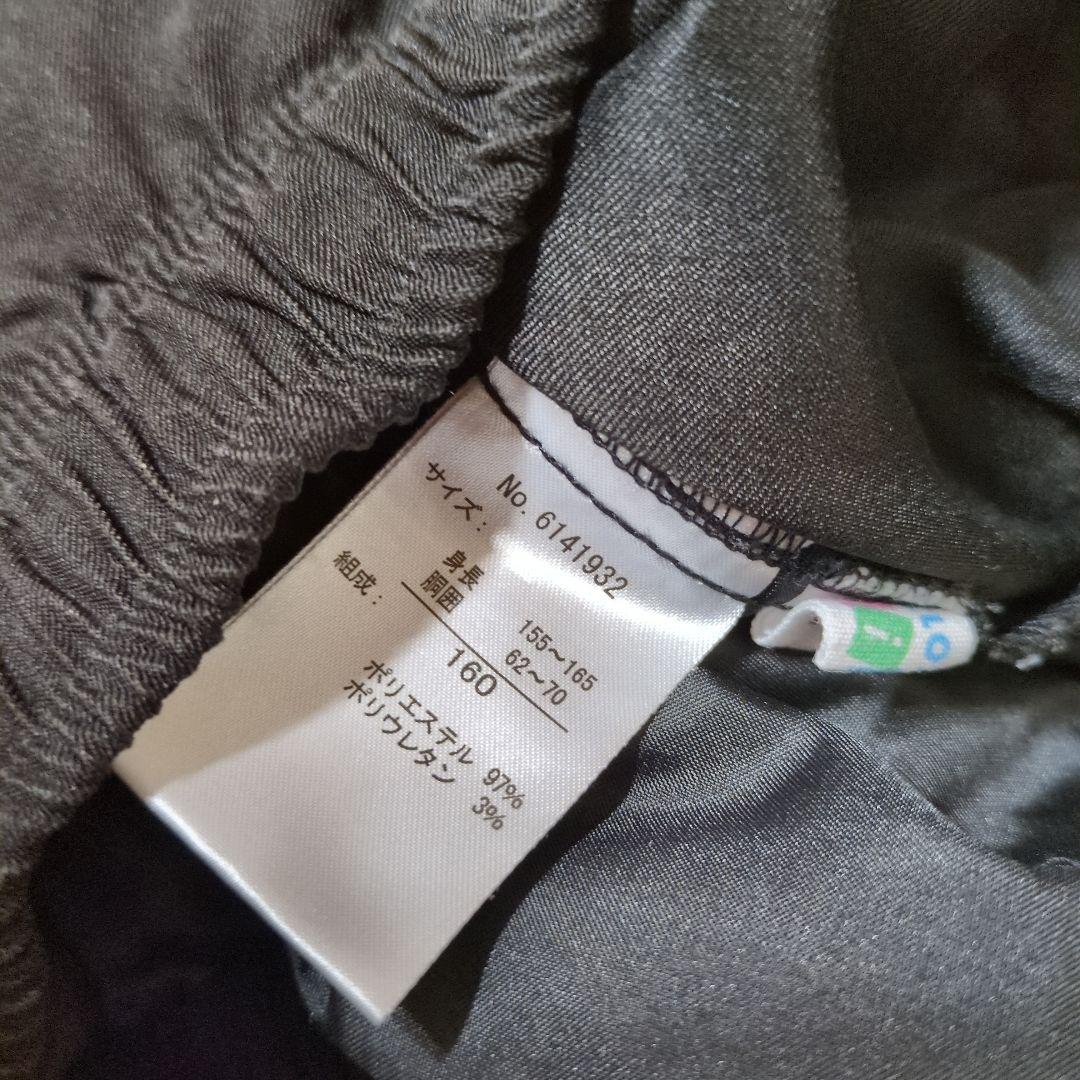 No. 6141932
サイズ:
身長 155～165
胴囲 62～70
160
組成:
ポリエステル 97%
ポリウレタン 3%
i